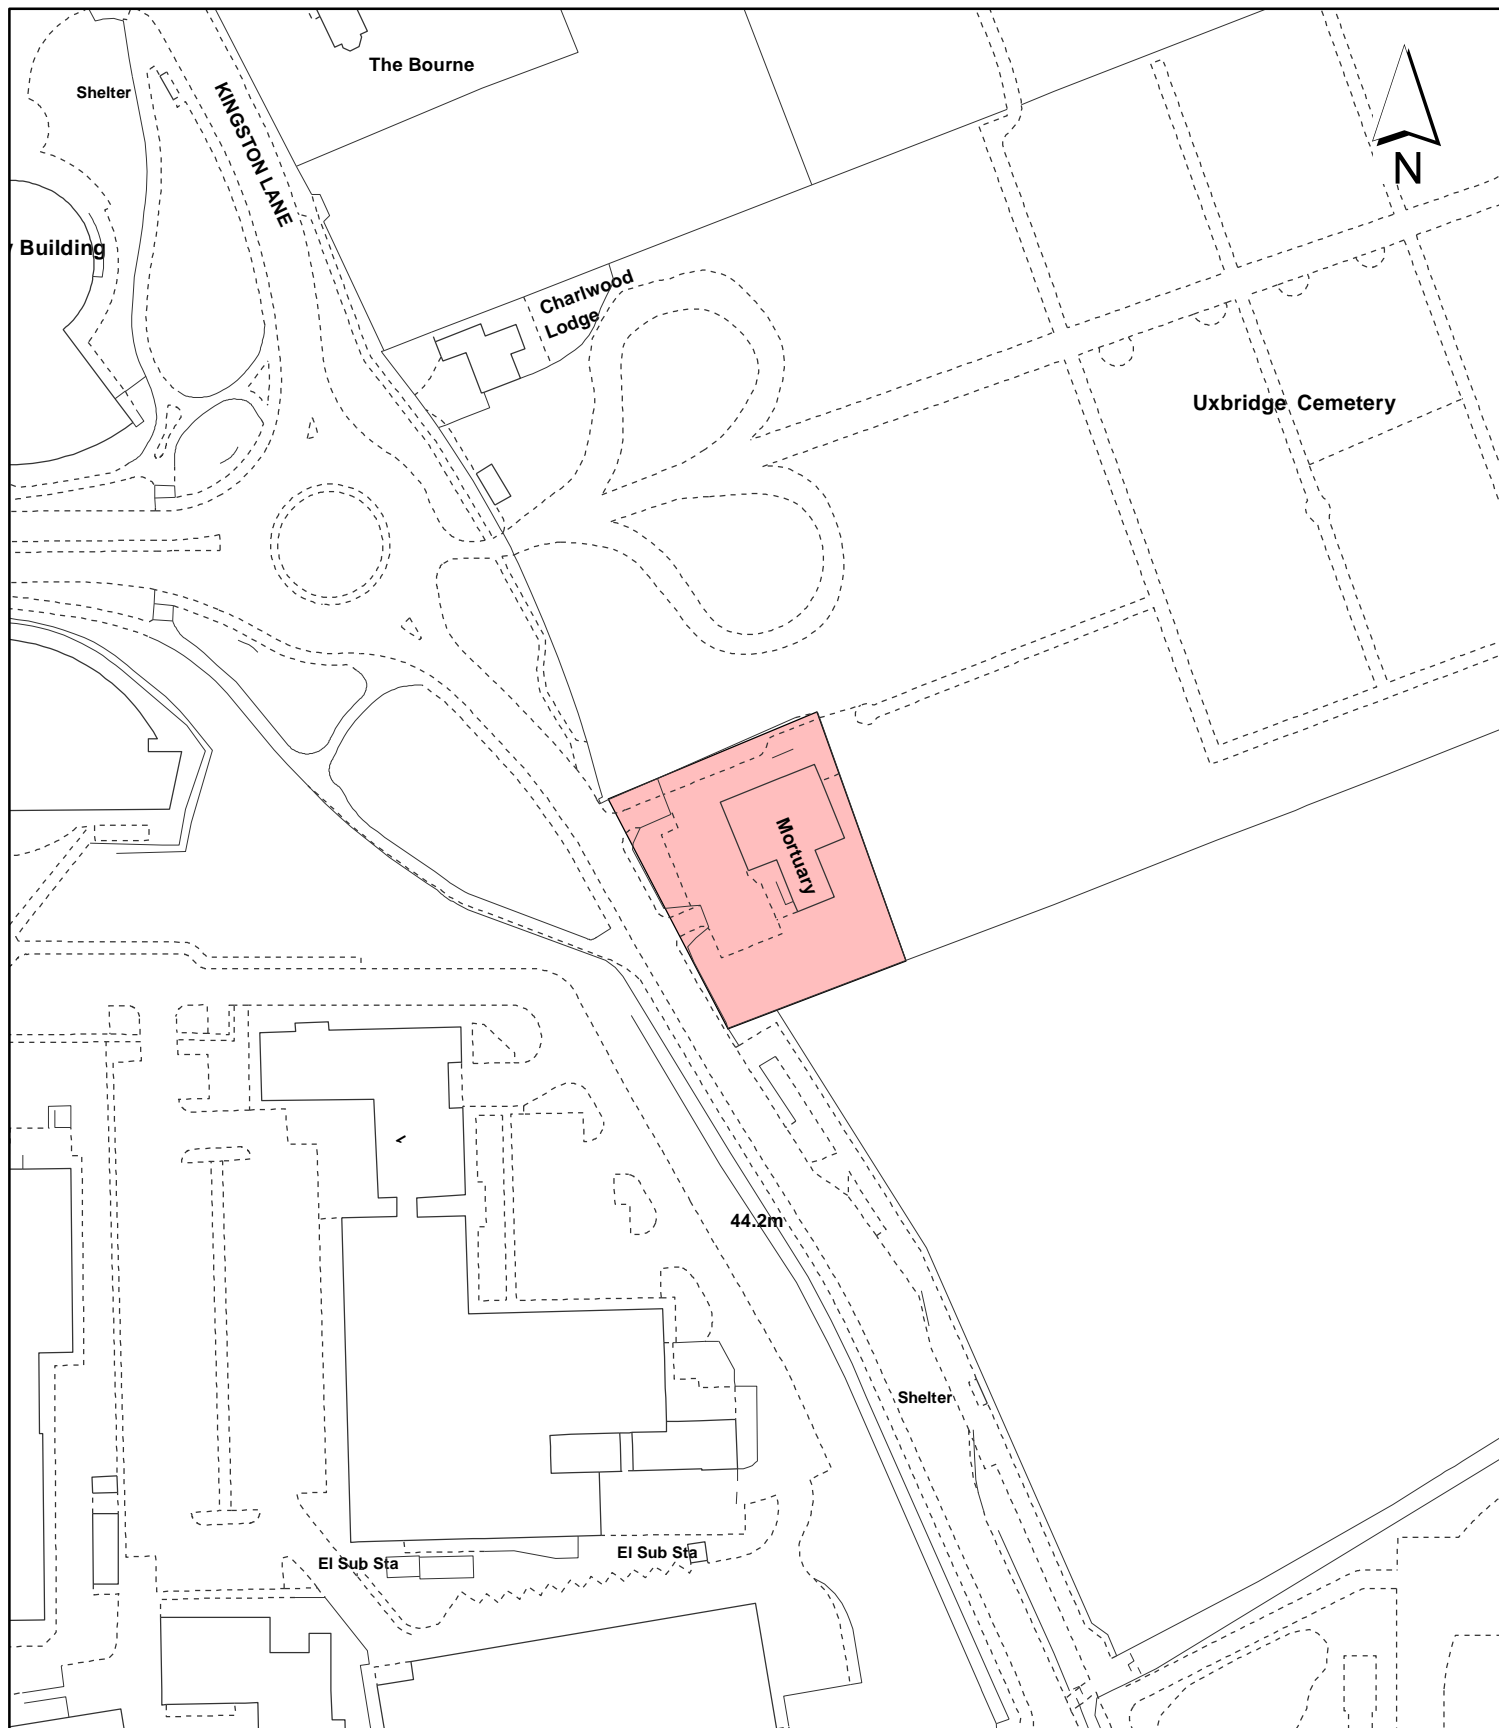 The Bourne
Shelter
KINGSTON LANE
N
y Building
Charlwood
Lodge
Uxbridge Cemetery
Mortuary
44.2m
Shelter
El Sub Sta
El Sub Sta